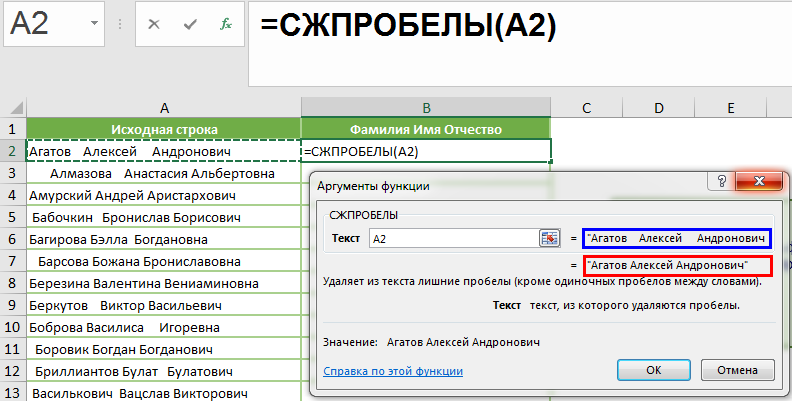 A2 =СЖПРОБЕЛЫ(A2)
A B C D E
1 Исходная строка Фамилия Имя Отчество
2 Агатов    Алексей     Андронович =СЖПРОБЕЛЫ(A2)
3 Алмазова    Анастасия Альбертовна
4 Амурский Андрей Аристархович
5 Бабочкин   Бронислав Борисович
6 Багирова Бэлла  Богдановна
7 Барсова Божана Брониславовна
8 Березина Валентина Вениаминовна
9 Беркутов    Виктор Васильевич
10 Боброва Василиса     Игоревна
11 Боровик Богдан Богданович
12 Бриллиантов Булат   Булатович
13 Василькович  Вацслав Викторович
Аргументы функции
СЖПРОБЕЛЫ
Текст A2 = "Агатов    Алексей     Андронович
= "Агатов Алексей Андронович"
Удаляет из текста лишние пробелы (кроме одиночных пробелов между словами).
Текст текст, из которого удаляются пробелы.
Значение: Агатов Алексей Андронович
Справка по этой функции ОК Отмена